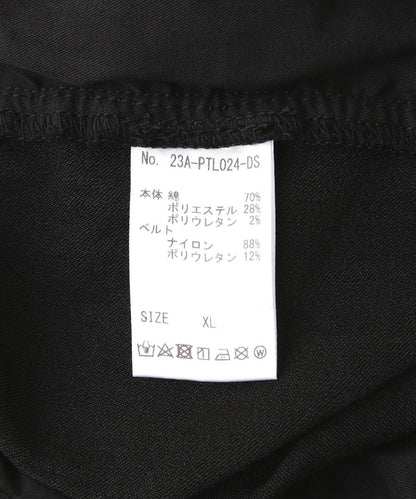 No. 23A-PTL024-DS
本体 綿 70%
ポリエステル 28%
ポリウレタン 2%
ベルト
ナイロン 88%
ポリウレタン 12%
SIZE XL